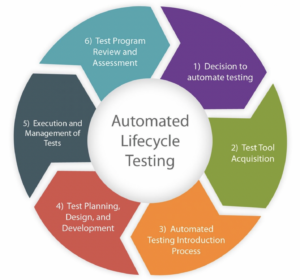 Automated
Lifecycle
Testing
1) Decision to
automate testing
2) Test Tool
Acquisition
3) Automated
Testing Introduction
Process
4) Test Planning,
Design, and
Development
5) Execution and
Management of
Tests
6) Test Program
Review and
Assessment